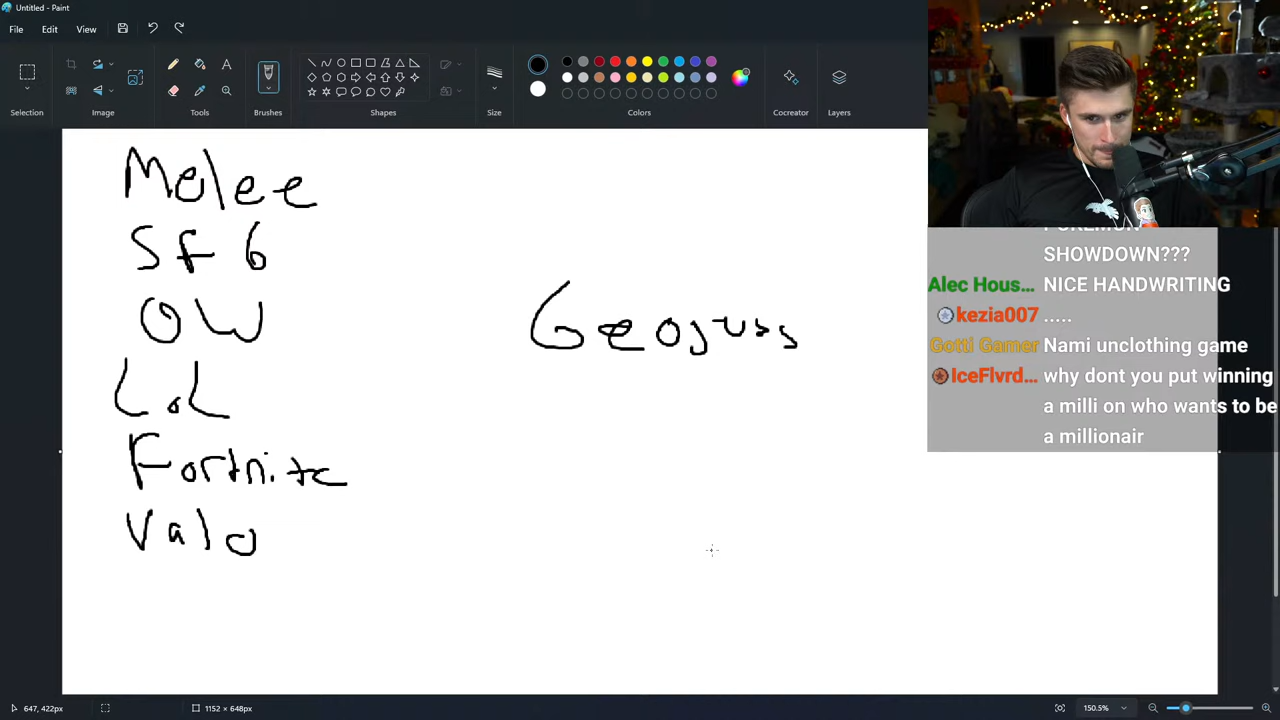 Untitled - Paint
File Edit View
Selection Image Tools Brushes Shapes Size Colors Cocreator Layers
Melee
SF 6
OW
LoL
Fortnite
Valo
Geoguss
SHOWDOWN???
Alec Hous... NICE HANDWRITING
kezia007 .....
Gotti Gamer Nami unclothing game
IceFlvrd... why dont you put winning
a milli on who wants to be
a millionair
647, 422px 1152 × 648px 150.5%